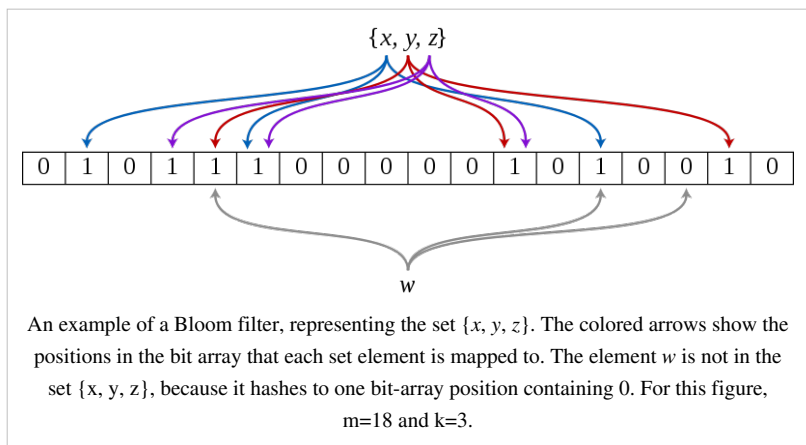 {x, y, z}
0 1 0 1 1 1 0 0 0 0 0 1 0 1 0 0 1 0
w
An example of a Bloom filter, representing the set {x, y, z}. The colored arrows show the
positions in the bit array that each set element is mapped to. The element w is not in the
set {x, y, z}, because it hashes to one bit-array position containing 0. For this figure,
m=18 and k=3.